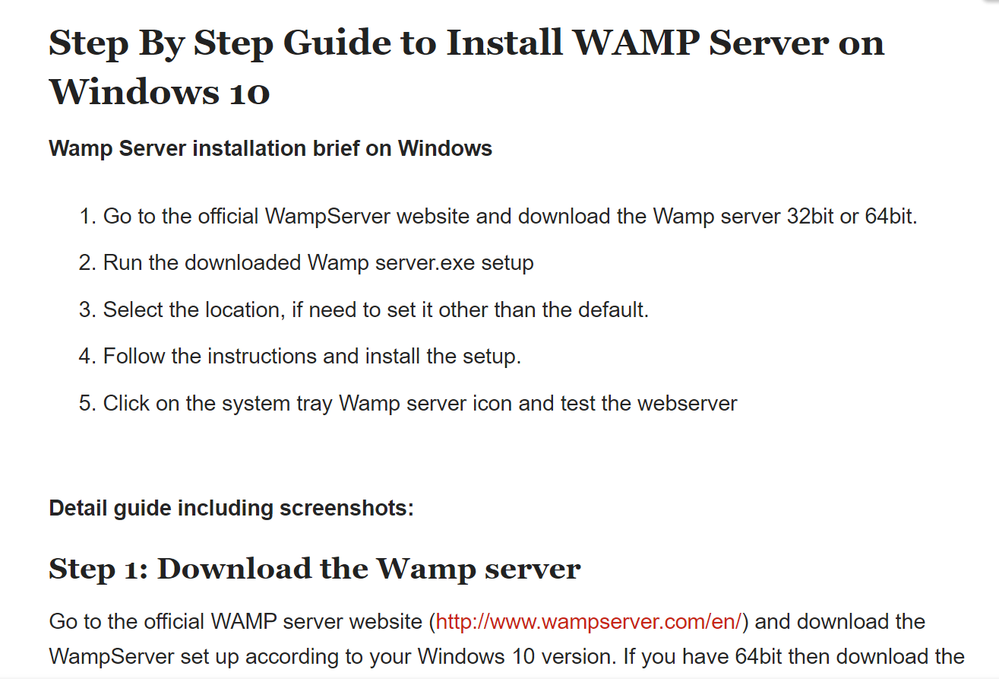 Step By Step Guide to Install WAMP Server on
Windows 10
Wamp Server installation brief on Windows
1. Go to the official WampServer website and download the Wamp server 32bit or 64bit.
2. Run the downloaded Wamp server.exe setup
3. Select the location, if need to set it other than the default.
4. Follow the instructions and install the setup.
5. Click on the system tray Wamp server icon and test the webserver
Detail guide including screenshots:
Step 1: Download the Wamp server
Go to the official WAMP server website (http://www.wampserver.com/en/) and download the
WampServer set up according to your Windows 10 version. If you have 64bit then download the